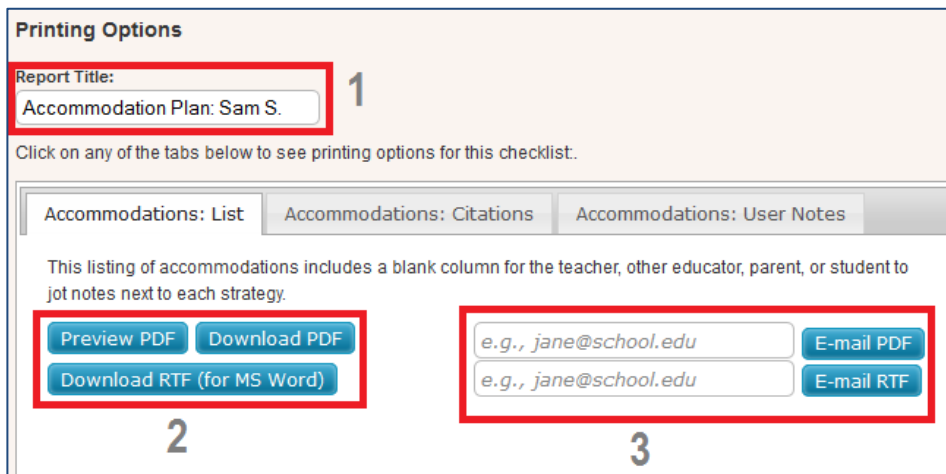 Printing Options
Report Title:
1
Accommodation Plan: Sam S.
Click on any of the tabs below to see printing options for this checklist:.
Accommodations: List
Accommodations: Citations
Accommodations: User Notes
This listing of accommodations includes a blank column for the teacher, other educator, parent, or student to
jot notes next to each strategy.
Preview PDF
Download PDF
Download RTF (for MS Word)
2
e.g., jane@school.edu
E-mail PDF
e.g., jane@school.edu
E-mail RTF
3